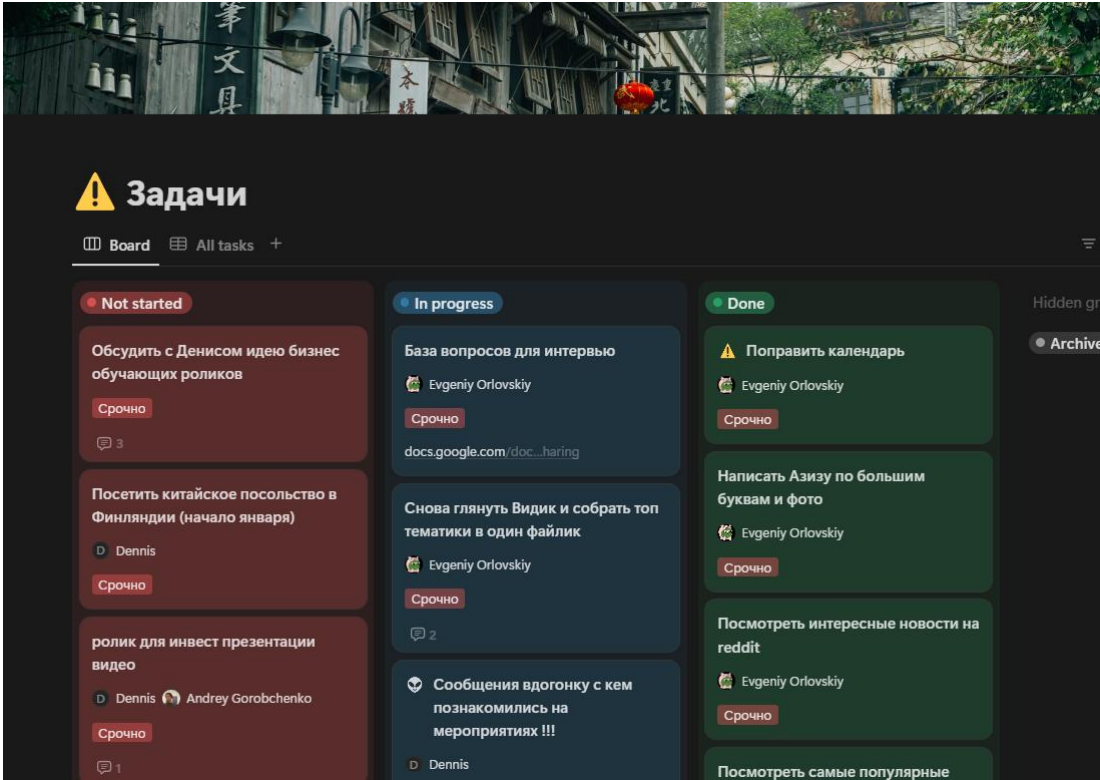 筆
文
具
本
號
北
Задачи
Board
All tasks
Not started
Обсудить с Денисом идею бизнес
обучающих роликов
Срочно
3
Посетить китайское посольство в
Финляндии (начало января)
D Dennis
Срочно
ролик для инвест презентации
видео
D Dennis Andrey Gorobchenko
Срочно
1
In progress
База вопросов для интервью
Evgeniy Orlovskiy
Срочно
docs.google.com/doc...haring
Снова глянуть Видик и собрать топ
тематики в один файлик
Evgeniy Orlovskiy
Срочно
2
Сообщения вдогонку с кем
познакомились на
мероприятиях !!!
D Dennis
Done
Поправить календарь
Evgeniy Orlovskiy
Срочно
Написать Азизу по большим
буквам и фото
Evgeniy Orlovskiy
Срочно
Посмотреть интересные новости на
reddit
Evgeniy Orlovskiy
Срочно
Посмотреть самые популярные
Hidden gr
Archive